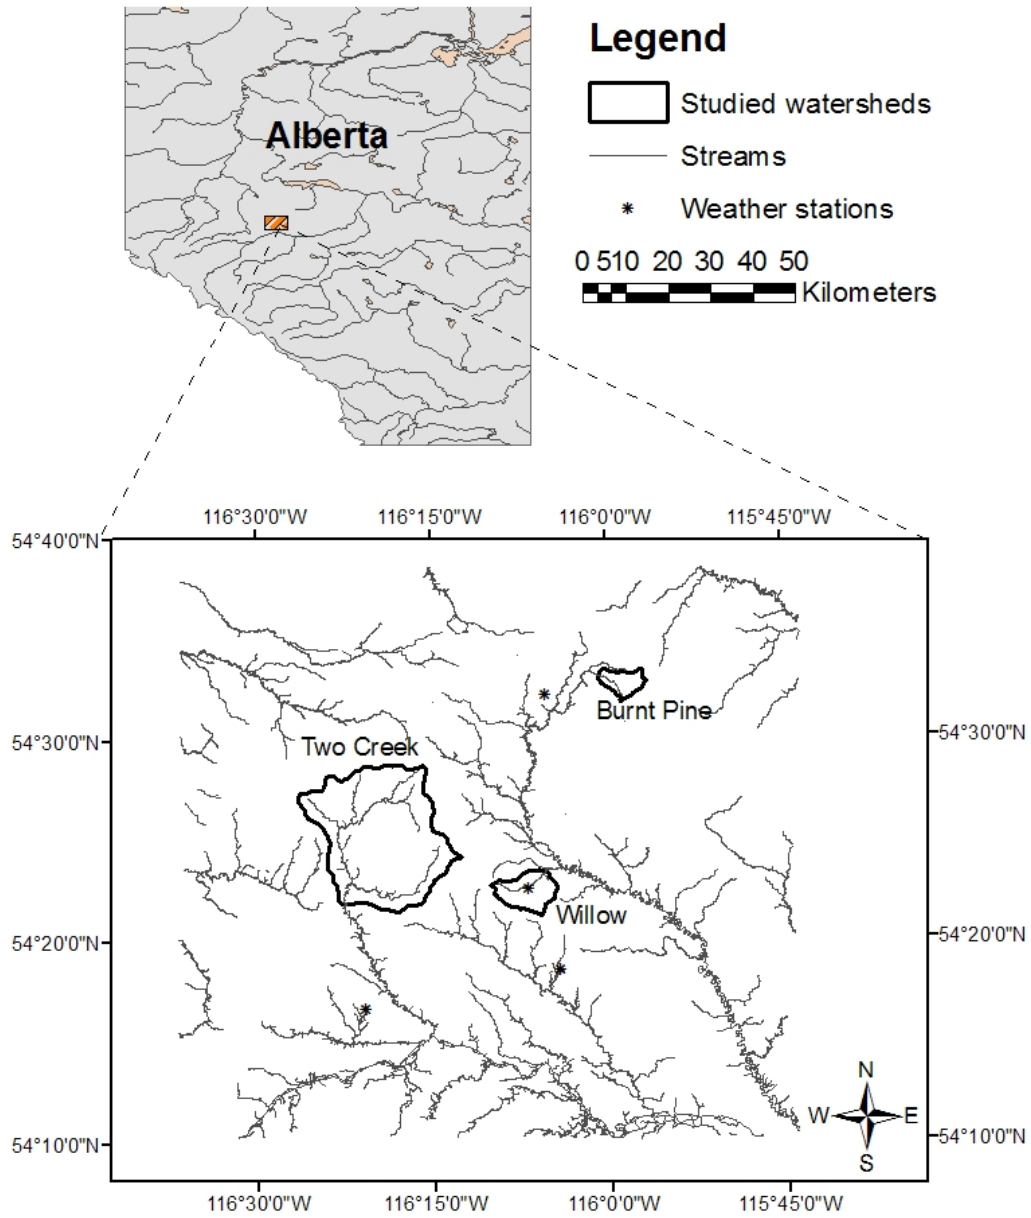 Legend
Studied watersheds
Streams
Weather stations
0 510 20 30 40 50
Kilometers
Alberta
116°30'0"W 116°15'0"W 116°0'0"W 115°45'0"W
54°40'0"N
Burnt Pine
54°30'0"N 54°30'0"N
Two Creek
Willow
54°20'0"N 54°20'0"N
N
W E
S
54°10'0"N 54°10'0"N
116°30'0"W 116°15'0"W 116°0'0"W 115°45'0"W